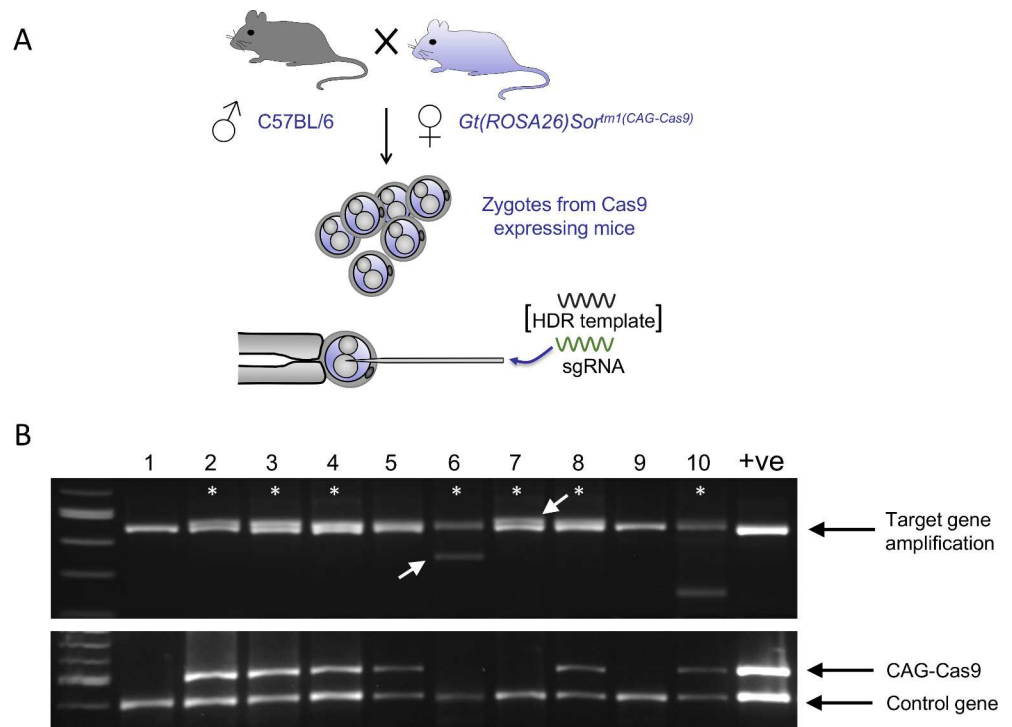 A
X
♂ C57BL/6
♀ Gt(ROSA26)Sortm1(CAG-Cas9)
Zygotes from Cas9
expressing mice
[HDR template]
sgRNA
B
1 2 3 4 5 6 7 8 9 10 +ve
* * * * * * *
Target gene
amplification
CAG-Cas9
Control gene